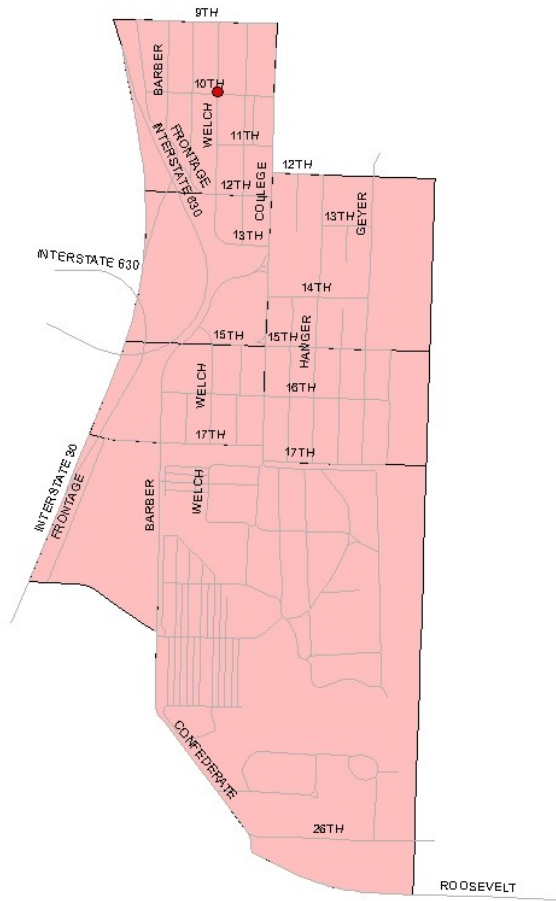 9TH
BARBER
10TH
WELCH
11TH
FRONTAGE
INTERSTATE 630
12TH
COLLEGE
12TH
13TH
GEYER
13TH
INTERSTATE 630
14TH
15TH
15TH
HANGER
WELCH
16TH
17TH
17TH
INTERSTATE 30
FRONTAGE
BARBER
WELCH
CONFEDERATE
26TH
ROOSEVELT